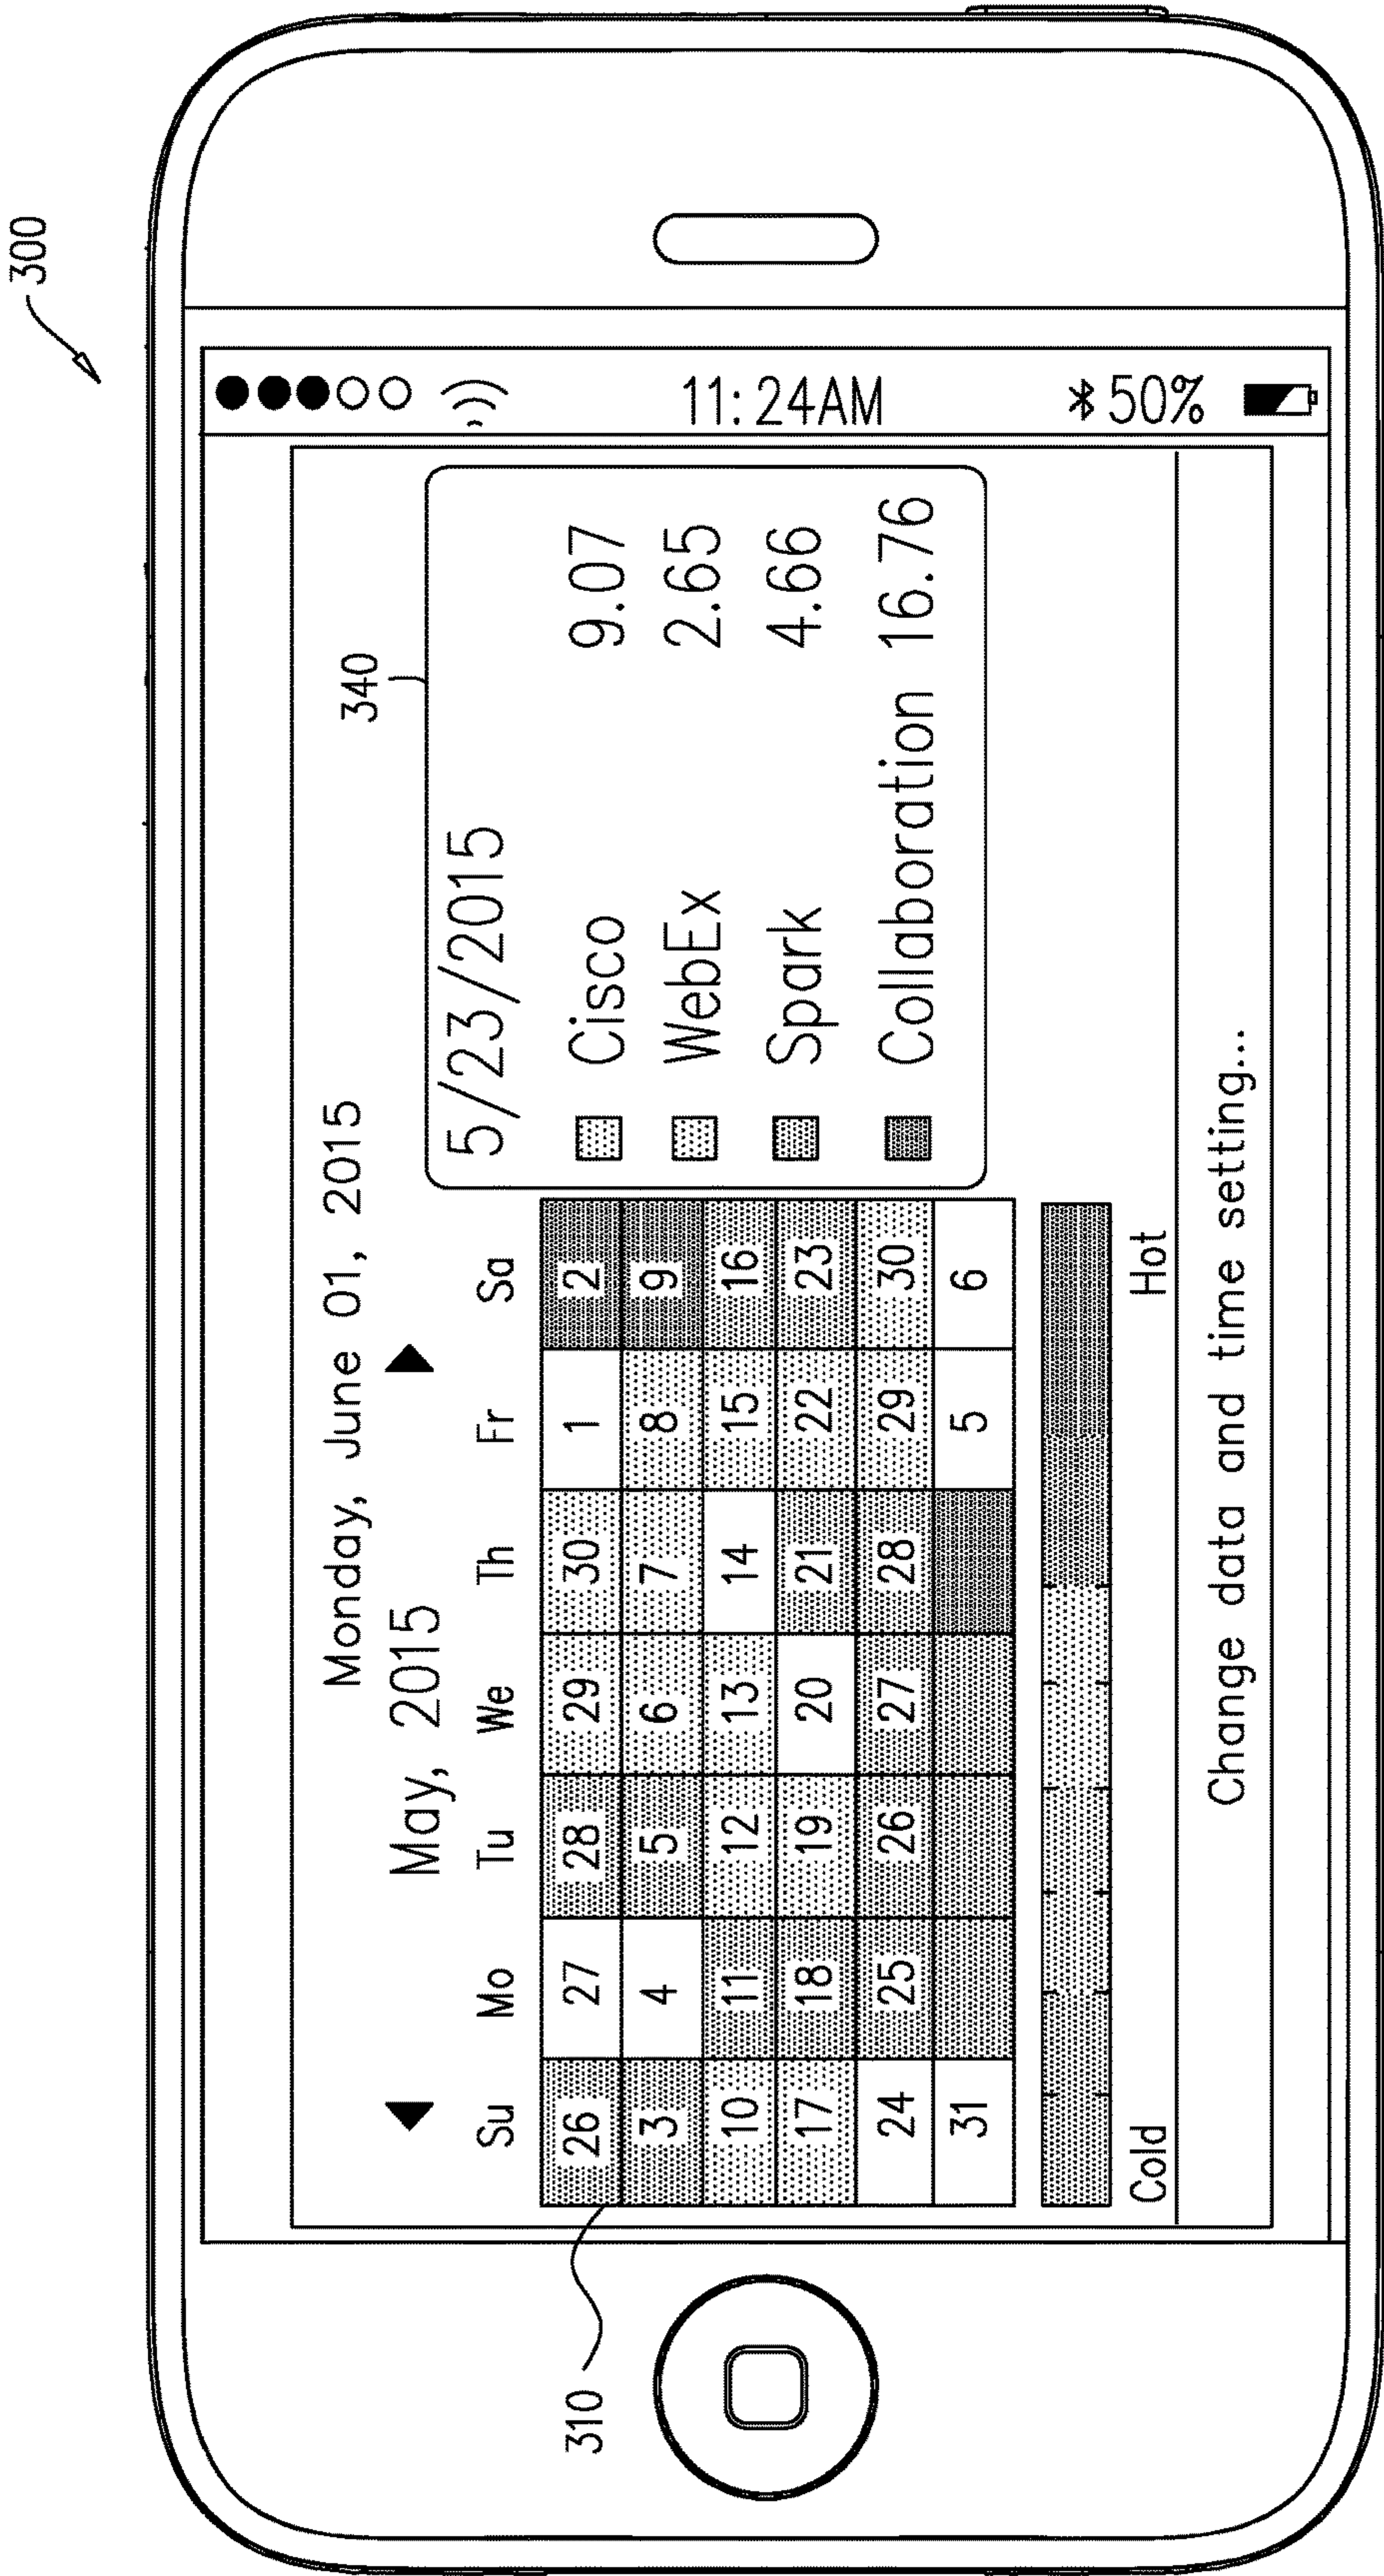 300
11:24AM
50%
Monday, June 01, 2015
May, 2015
Su Mo Tu We Th Fr Sa
26 27 28 29 30 1 2
3 4 5 6 7 8 9
10 11 12 13 14 15 16
17 18 19 20 21 22 23
24 25 26 27 28 29 30
31 5 6
Cold Hot
310
340
5/23/2015
Cisco 9.07
WebEx 2.65
Spark 4.66
Collaboration 16.76
Change data and time setting...